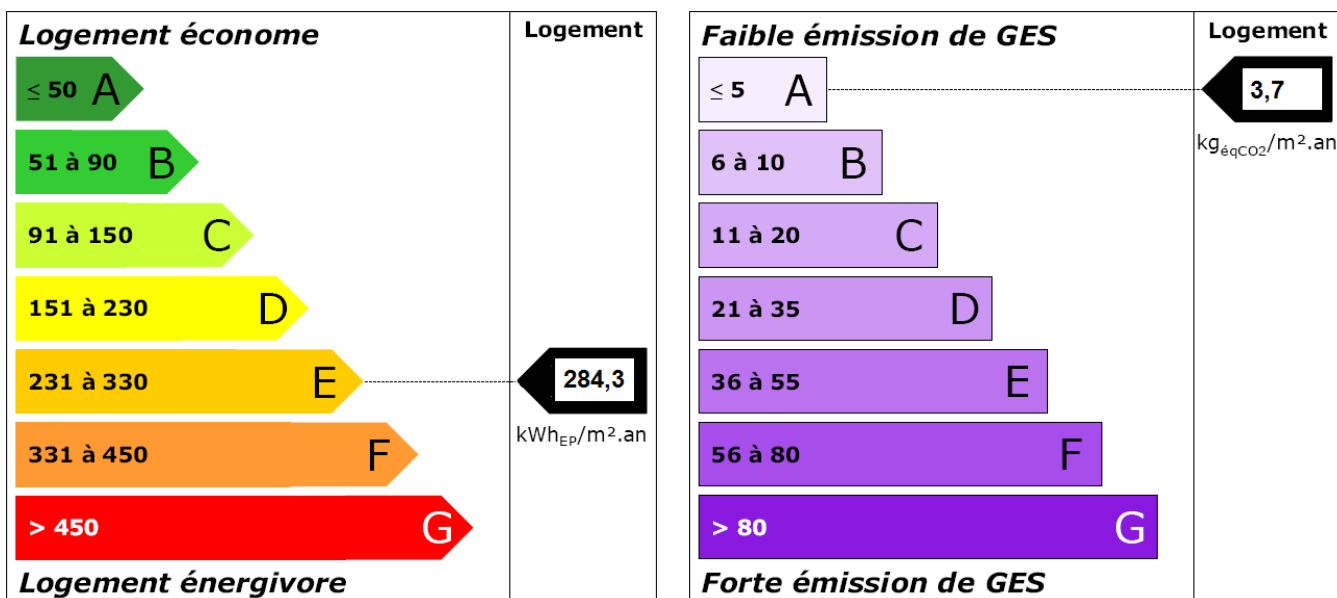 Logement économe
Logement
≤ 50 A
51 à 90 B
91 à 150 C
151 à 230 D
231 à 330 E
284,3
kWhEP/m².an
331 à 450 F
> 450 G
Logement énergivore
Faible émission de GES
Logement
≤ 5 A
3,7
kgéqCO2/m².an
6 à 10 B
11 à 20 C
21 à 35 D
36 à 55 E
56 à 80 F
> 80 G
Forte émission de GES